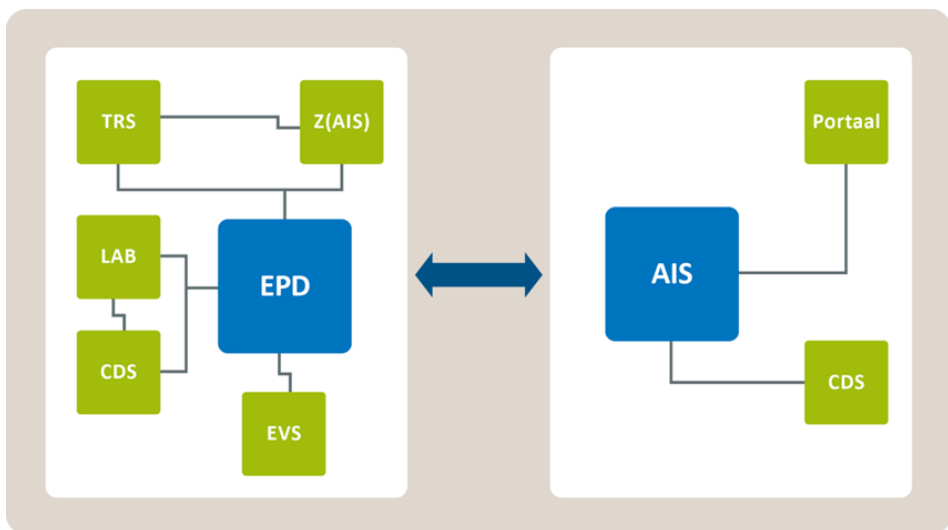 TRS
Z(AIS)
LAB
EPD
CDS
EVS
Portaal
AIS
CDS